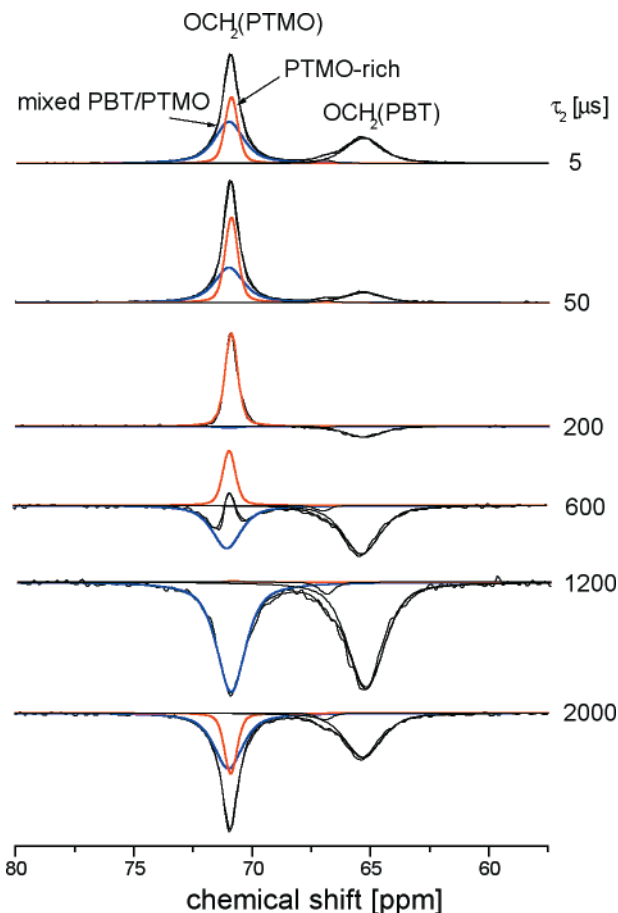 OCH₂(PTMO)
PTMO-rich
mixed PBT/PTMO
OCH₂(PBT)
τ₂ [μs]
5
50
200
600
1200
2000
80 75 70 65 60
chemical shift [ppm]